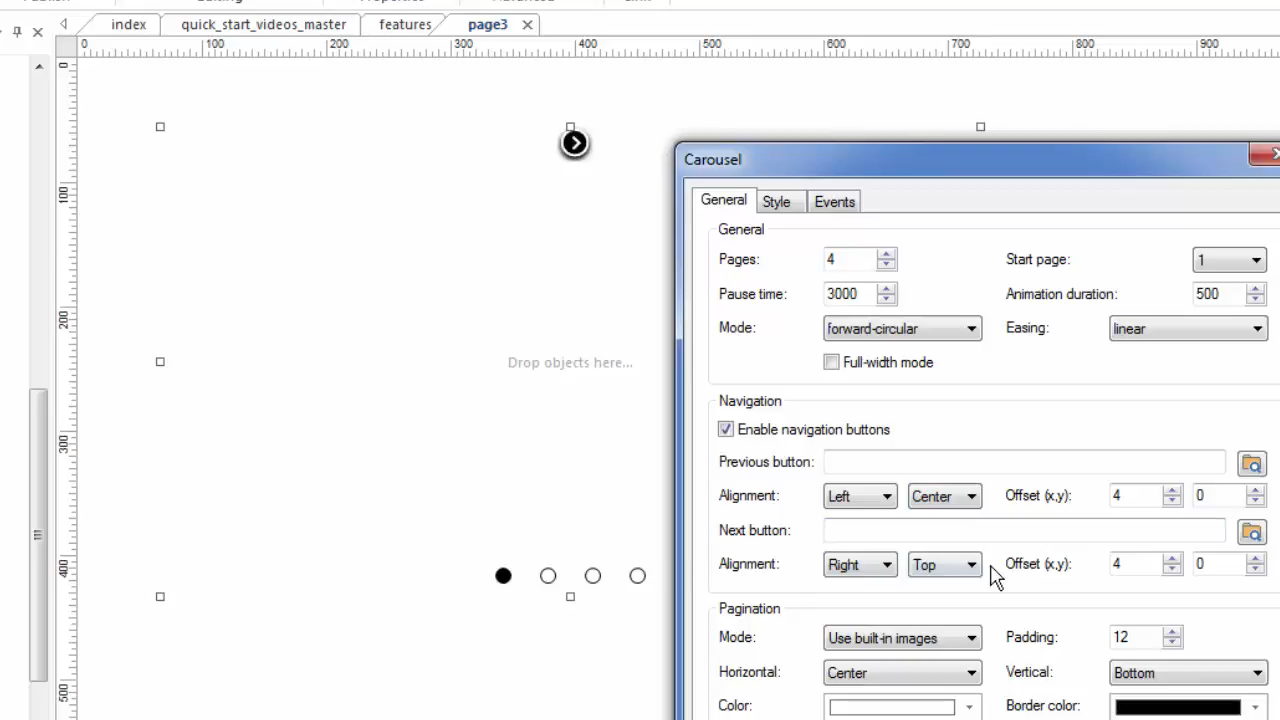 index quick_start_videos_master features page3
0 100 200 300 400 500 600 700 800 900
0
100
200
300
400
500
Drop objects here...
Carousel
General Style Events
General
Pages: 4 Start page: 1
Pause time: 3000 Animation duration: 500
Mode: forward-circular Easing: linear
Full-width mode
Navigation
Enable navigation buttons
Previous button:
Alignment: Left Center Offset (x,y): 4 0
Next button:
Alignment: Right Top Offset (x,y): 4 0
Pagination
Mode: Use built-in images Padding: 12
Horizontal: Center Vertical: Bottom
Color: Border color: